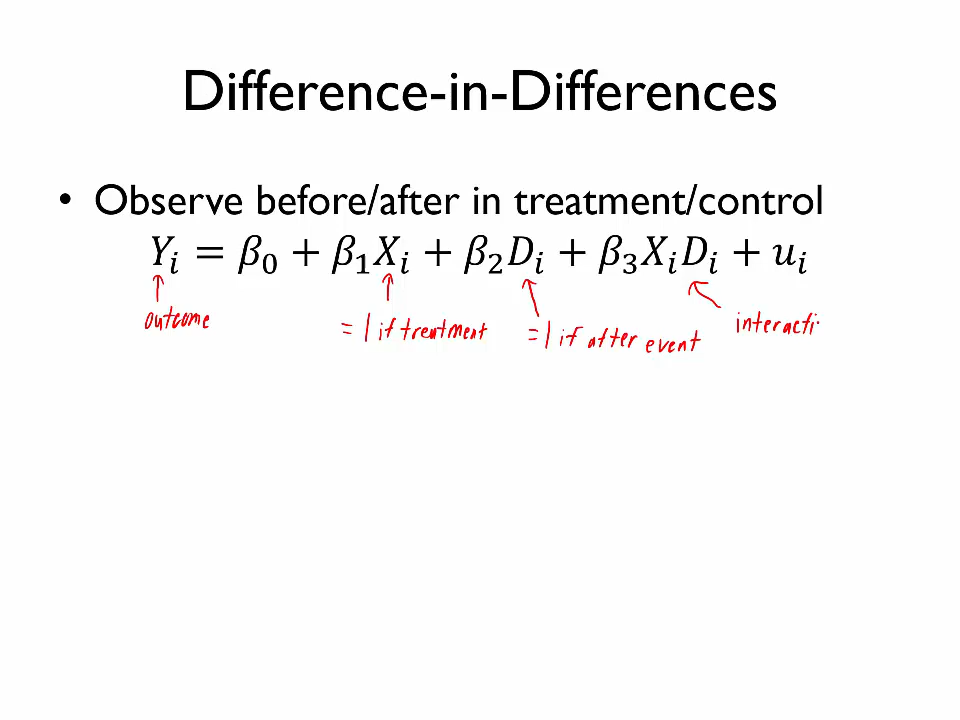 Difference-in-Differences
• Observe before/after in treatment/control
𝑌ᵢ = 𝛽₀ + 𝛽₁𝑋ᵢ + 𝛽₂𝐷ᵢ + 𝛽₃𝑋ᵢ𝐷ᵢ + 𝑢ᵢ
outcome
= 1 if treatment
= 1 if after event
interacti